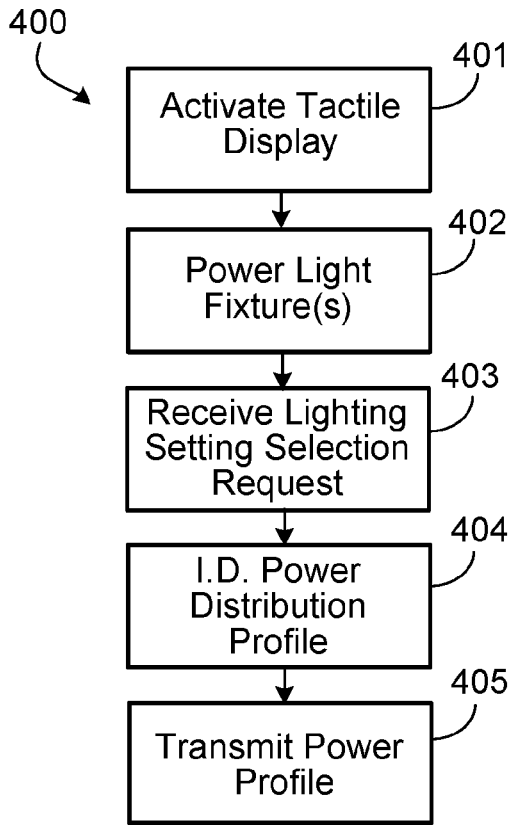 400
401
Activate Tactile
Display
402
Power Light
Fixture(s)
403
Receive Lighting
Setting Selection
Request
404
I.D. Power
Distribution
Profile
405
Transmit Power
Profile